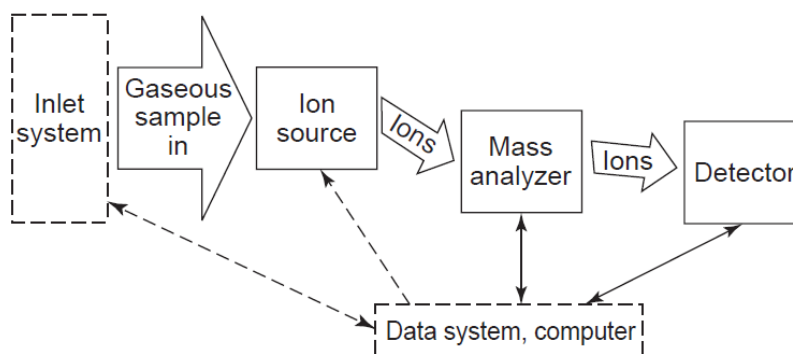 Inlet
system
Gaseous
sample
in
Ion
source
Ions
Mass
analyzer
Ions
Detector
Data system, computer